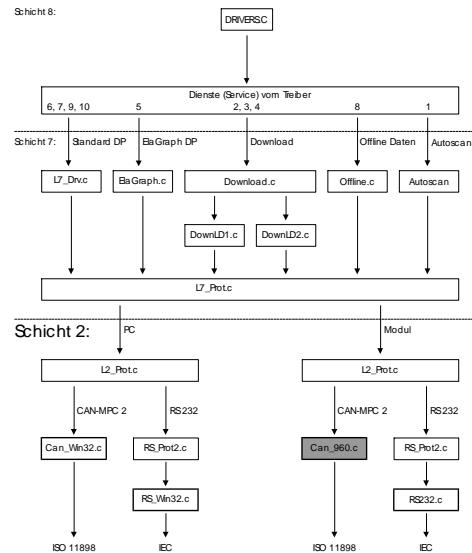 Schicht 8:
DRIVERS.C
Dienste (Service) vom Treiber
6, 7, 9, 10 5 2, 3, 4 8 1
Schicht 7: Standard DP ElaGraph DP Download Offline Daten Autoscan
L7_Drv.c ElaGraph.c Download.c Offline.c Autoscan
DownLD1.c DownLD2.c
L7_Prot.c
Schicht 2: PC Modul
L2_Prot.c L2_Prot.c
CAN-MPC 2 RS232 CAN-MPC 2 RS232
Can_Win32.c RS_Prot2.c Can_960.c RS_Prot2.c
RS_Win32.c RS232.c
ISO 11898 IEC ISO 11898 IEC